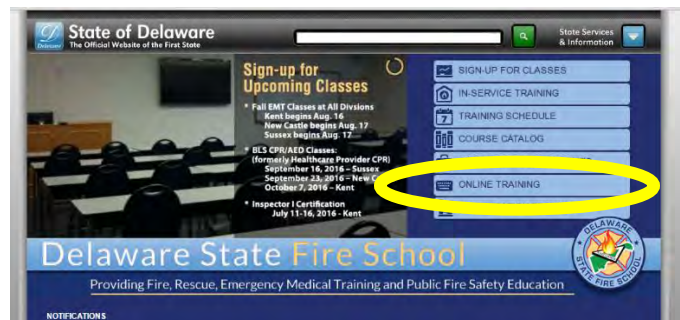 State of Delaware
The Official Website of the First State
Delaware
State Services
& Information
Sign-up for
Upcoming Classes
* Fall EMT Classes at All Divsions
Kent begins Aug. 16
New Castle begins Aug. 17
Sussex begins Aug. 17
* BLS CPR/AED Classes:
(formerly Healthcare Provider CPR)
September 16, 2016 – Sussex
September 23, 2016 – New C
October 7, 2016 – Kent
* Inspector I Certification
July 11-16, 2016 - Kent
SIGN-UP FOR CLASSES
IN-SERVICE TRAINING
7 TRAINING SCHEDULE
COURSE CATALOG
ONLINE TRAINING
Delaware State Fire School
Providing Fire, Rescue, Emergency Medical Training and Public Fire Safety Education
DELAWARE
STATE FIRE SCHOOL
NOTIFICATIONS